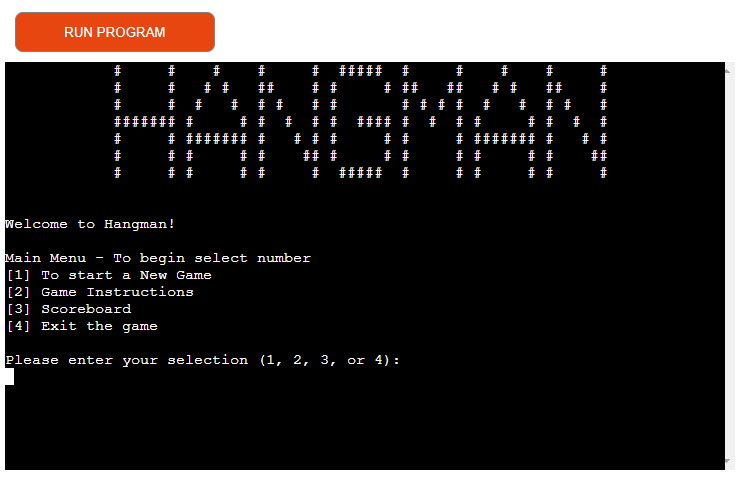 RUN PROGRAM
HANGMAN
Welcome to Hangman!
Main Menu - To begin select number
[1] To start a New Game
[2] Game Instructions
[3] Scoreboard
[4] Exit the game
Please enter your selection (1, 2, 3, or 4):